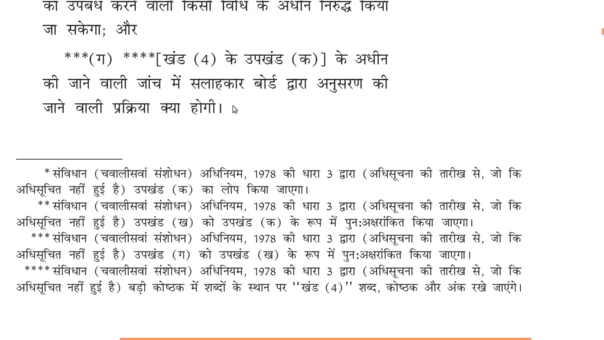 का उपबंध करने वाली किसी विधि के अधीन निरुद्ध किया
जा सकेगा; और
***(ग) ****[खंड (4) के उपखंड (क)] के अधीन
की जाने वाली जांच में सलाहकार बोर्ड द्वारा अनुसरण की
जाने वाली प्रक्रिया क्या होगी।
*संविधान (चवालीसवां संशोधन) अधिनियम, 1978 की धारा 3 द्वारा (अधिसूचना की तारीख से, जो कि
अधिसूचित नहीं हुई है) उपखंड (क) का लोप किया जाएगा।
**संविधान (चवालीसवां संशोधन) अधिनियम, 1978 की धारा 3 द्वारा (अधिसूचना की तारीख से, जो कि
अधिसूचित नहीं हुई है) उपखंड (ख) को उपखंड (क) के रूप में पुन:अक्षरांकित किया जाएगा।
***संविधान (चवालीसवां संशोधन) अधिनियम, 1978 की धारा 3 द्वारा (अधिसूचना की तारीख से, जो कि
अधिसूचित नहीं हुई है) उपखंड (ग) को उपखंड (ख) के रूप में पुन:अक्षरांकित किया जाएगा।
****संविधान (चवालीसवां संशोधन) अधिनियम, 1978 की धारा 3 द्वारा (अधिसूचना की तारीख से, जो कि
अधिसूचित नहीं हुई है) बड़ी कोष्ठक में शब्दों के स्थान पर ‘‘खंड (4)’’ शब्द, कोष्ठक और अंक रखे जाएंगे।